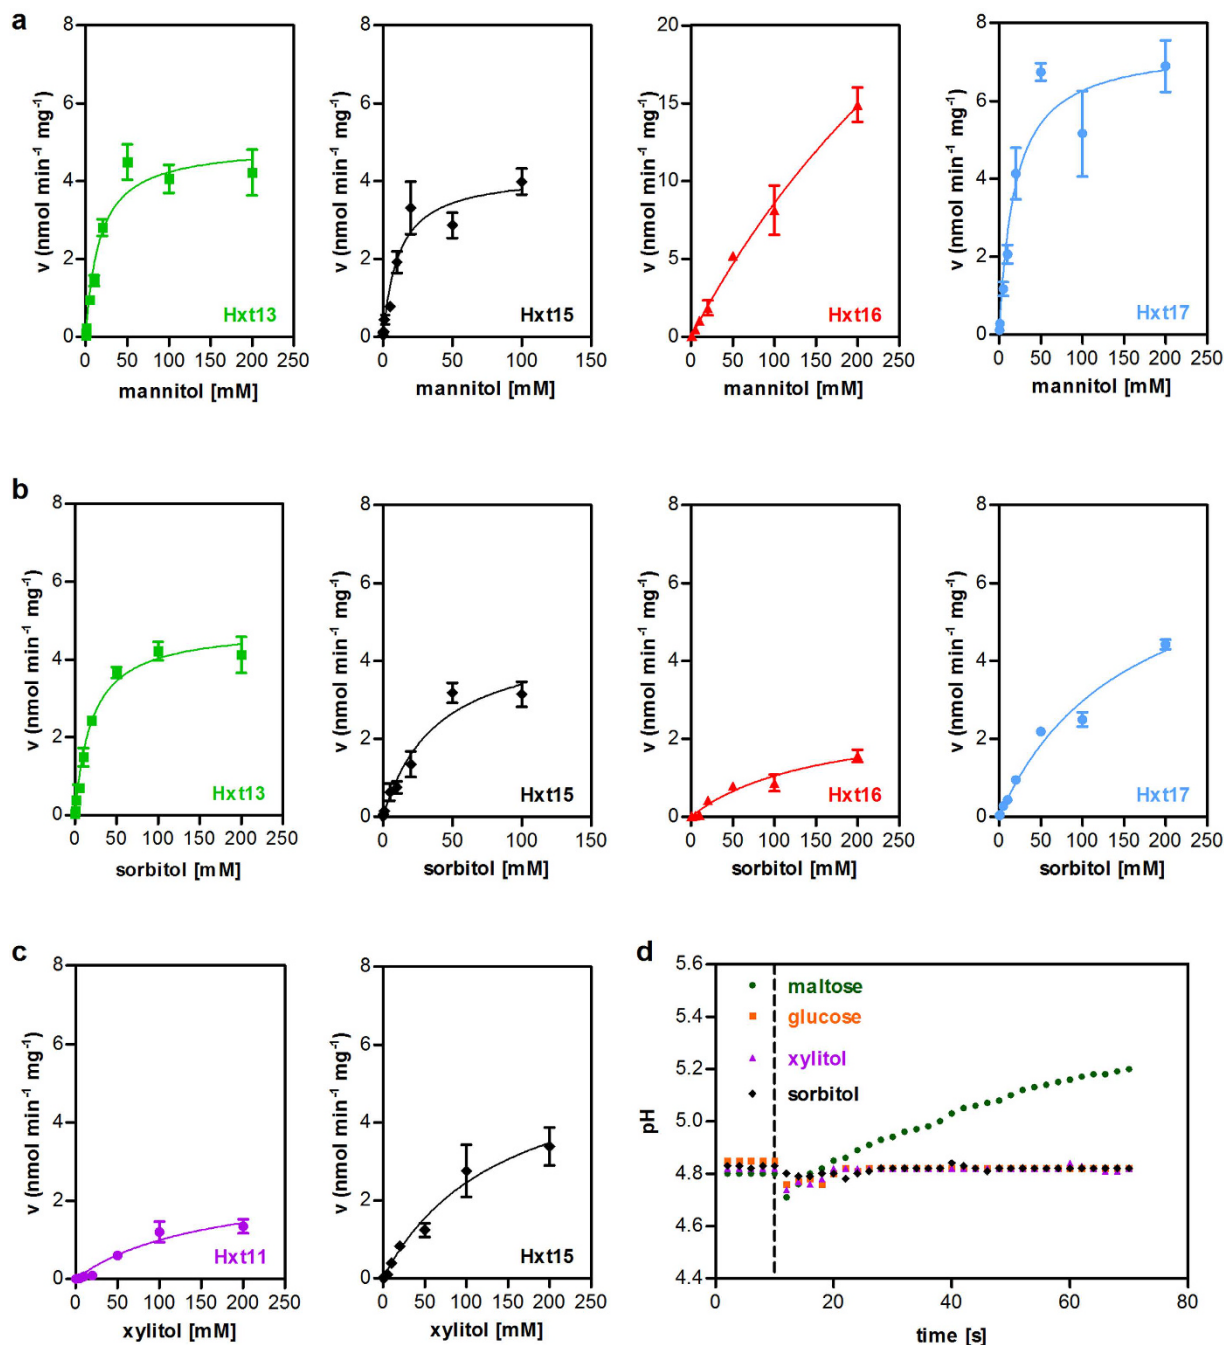 a
8
6
4
2
0
v (nmol min⁻¹ mg⁻¹)
0 50 100 150 200 250
mannitol [mM]
Hxt13
8
6
4
2
0
v (nmol min⁻¹ mg⁻¹)
0 50 100 150
mannitol [mM]
Hxt15
20
15
10
5
0
v (nmol min⁻¹ mg⁻¹)
0 50 100 150 200 250
mannitol [mM]
Hxt16
8
6
4
2
0
v (nmol min⁻¹ mg⁻¹)
0 50 100 150 200 250
mannitol [mM]
Hxt17
b
8
6
4
2
0
v (nmol min⁻¹ mg⁻¹)
0 50 100 150 200 250
sorbitol [mM]
Hxt13
8
6
4
2
0
v (nmol min⁻¹ mg⁻¹)
0 50 100 150
sorbitol [mM]
Hxt15
8
6
4
2
0
v (nmol min⁻¹ mg⁻¹)
0 50 100 150 200 250
sorbitol [mM]
Hxt16
8
6
4
2
0
v (nmol min⁻¹ mg⁻¹)
0 50 100 150 200 250
sorbitol [mM]
Hxt17
c
8
6
4
2
0
v (nmol min⁻¹ mg⁻¹)
0 50 100 150 200 250
xylitol [mM]
Hxt11
8
6
4
2
0
v (nmol min⁻¹ mg⁻¹)
0 50 100 150 200 250
xylitol [mM]
Hxt15
d
5.6
5.4
5.2
5.0
4.8
4.6
4.4
pH
maltose
glucose
xylitol
sorbitol
0 20 40 60 80
time [s]